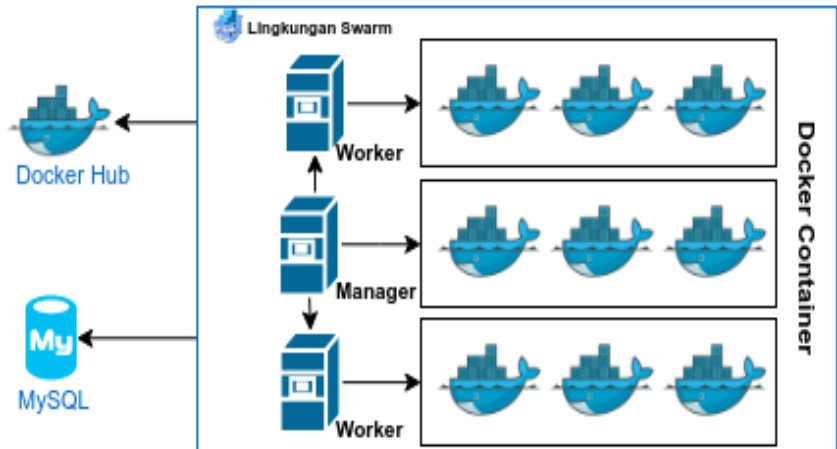 Lingkungan Swarm
Docker Hub
Worker
Manager
My
MySQL
Worker
Docker Container